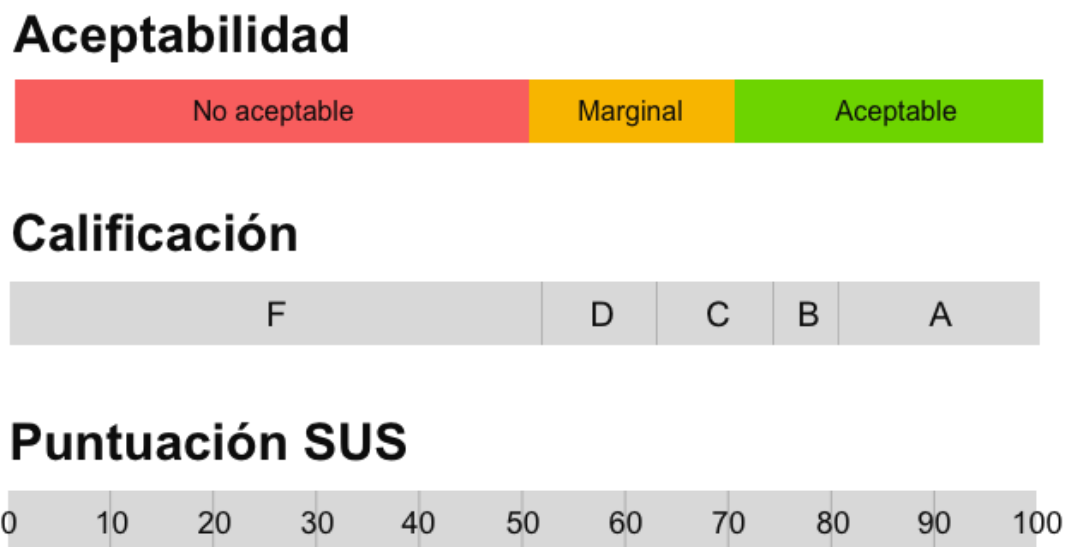 Aceptabilidad
No aceptable Marginal Aceptable
Calificación
F D C B A
Puntuación SUS
0 10 20 30 40 50 60 70 80 90 100